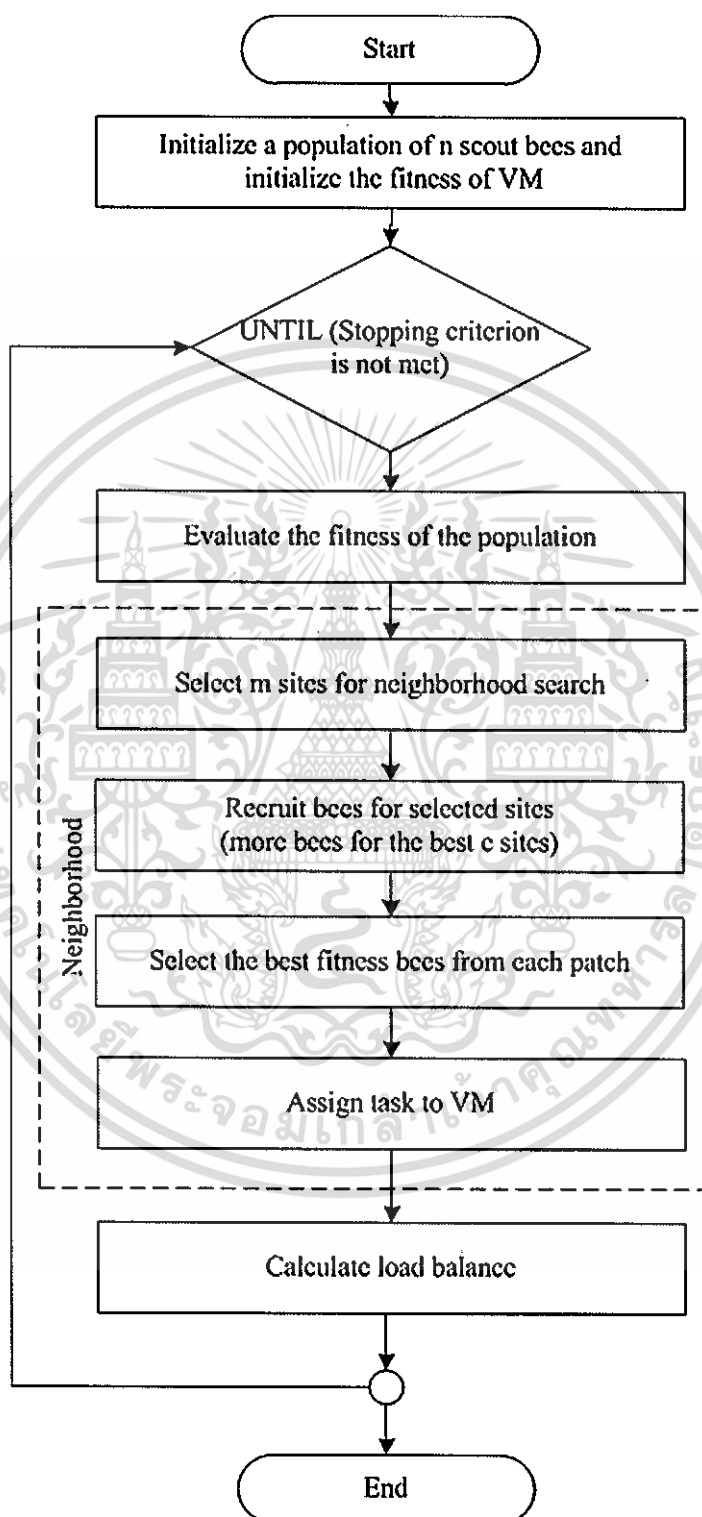 Start
Initialize a population of n scout bees and
initialize the fitness of VM
UNTIL (Stopping criterion
is not met)
Evaluate the fitness of the population
Neighborhood
Select m sites for neighborhood search
Recruit bees for selected sites
(more bees for the best e sites)
Select the best fitness bees from each patch
Assign task to VM
Calculate load balance
End